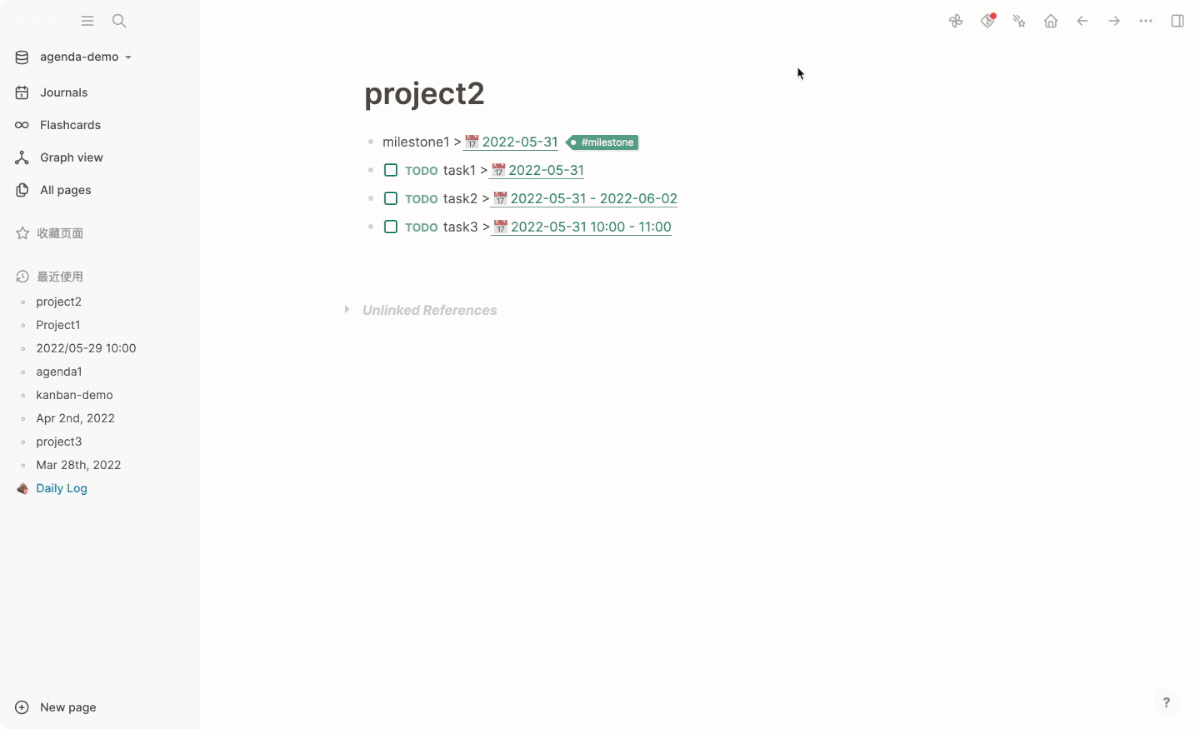 agenda-demo
Journals
Flashcards
Graph view
All pages
收藏页面
最近使用
project2
Project1
2022/05-29 10:00
agenda1
kanban-demo
Apr 2nd, 2022
project3
Mar 28th, 2022
Daily Log
New page
project2
milestone1 > 📅 2022-05-31 #milestone
TODO task1 > 📅 2022-05-31
TODO task2 > 📅 2022-05-31 - 2022-06-02
TODO task3 > 📅 2022-05-31 10:00 - 11:00
Unlinked References
?